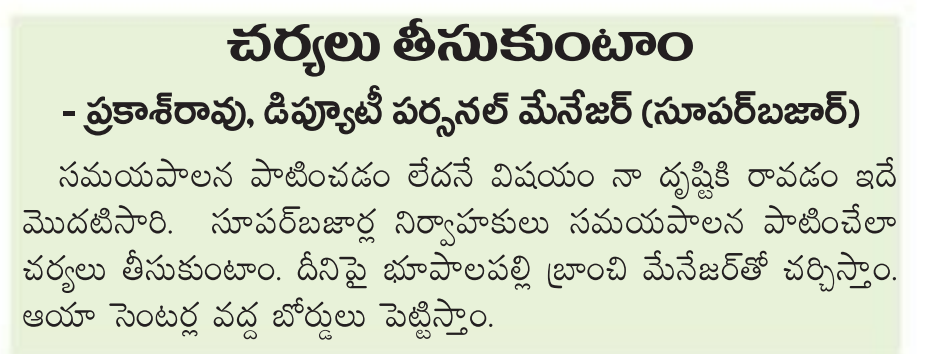 చర్యలు తీసుకుంటాం
- ప్రకాశ్‌రావు, డిప్యూటీ పర్సనల్ మేనేజర్ (సూపర్‌బజార్)
సమయపాలన పాటించడం లేదనే విషయం నా దృష్టికి రావడం ఇదే
మొదటిసారి. సూపర్‌బజార్ల నిర్వాహకులు సమయపాలన పాటించేలా
చర్యలు తీసుకుంటాం. దీనిపై భూపాలపల్లి బ్రాంచి మేనేజర్‌తో చర్చిస్తాం.
ఆయా సెంటర్ల వద్ద బోర్డులు పెట్టిస్తాం.